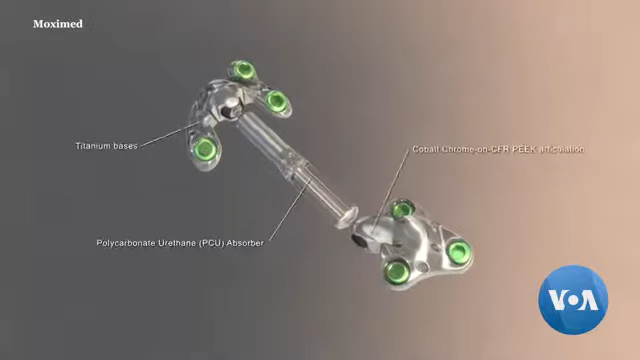 Moximed
Titanium bases
Cobalt Chrome-on-CFR PEEK articulation
Polycarbonate Urethane (PCU) Absorber
VOA